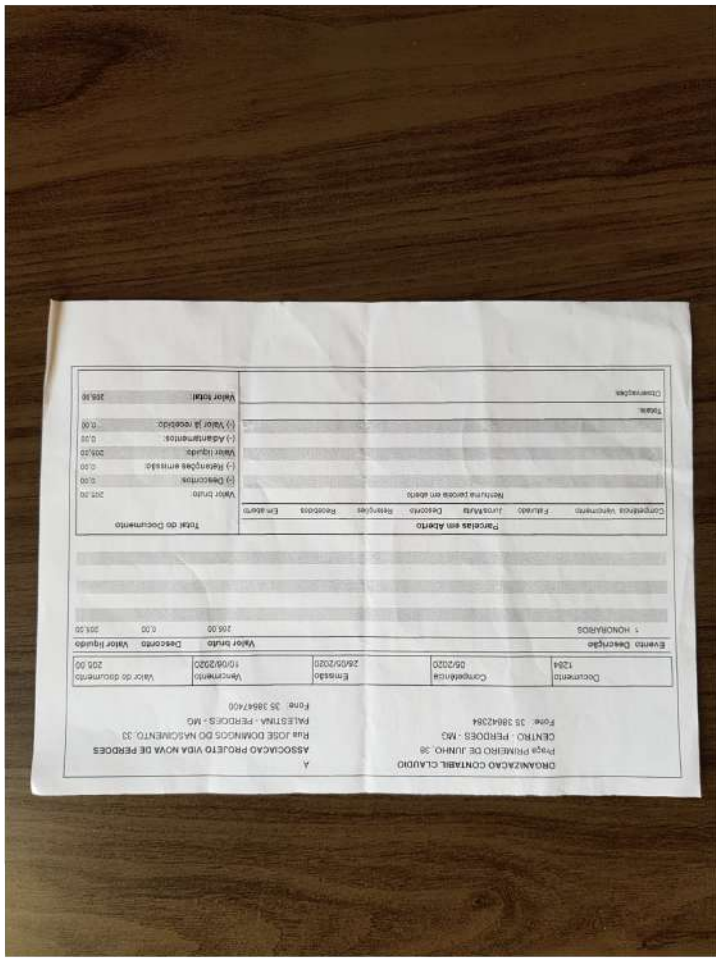 ORGANIZACAO CONTABIL CLAUDIO
Praça PRIMEIRO DE JUNHO, 38
CENTRO - PERDOES - MG
Fone: 35 38642384
A
ASSOCIACAO PROJETO VIDA NOVA DE PERDOES
Rua JOSE DOMINGOS DO NASCIMENTO, 33
PALESTINA - PERDOES - MG
Fone: 35 38647400
Documento Competência Emissão Vencimento Valor do documento
1284 05/2020 26/05/2020 10/06/2020 205,00
Evento Descrição Valor bruto Desconto Valor líquido
1 HONORARIOS 205,00 0,00 205,00
Parcelas em Aberto
Competência Vencimento Faturado Juros/Multa Desconto Retenções Recebidos Em aberto
Nenhuma parcela em aberto
Totais:
Observações:
Total do Documento
Valor bruto: 205,00
(-) Descontos: 0,00
(-) Retenções emissão: 0,00
Valor líquido: 205,00
(-) Adiantamentos: 0,00
(-) Valor já recebido: 0,00
Valor total: 205,00